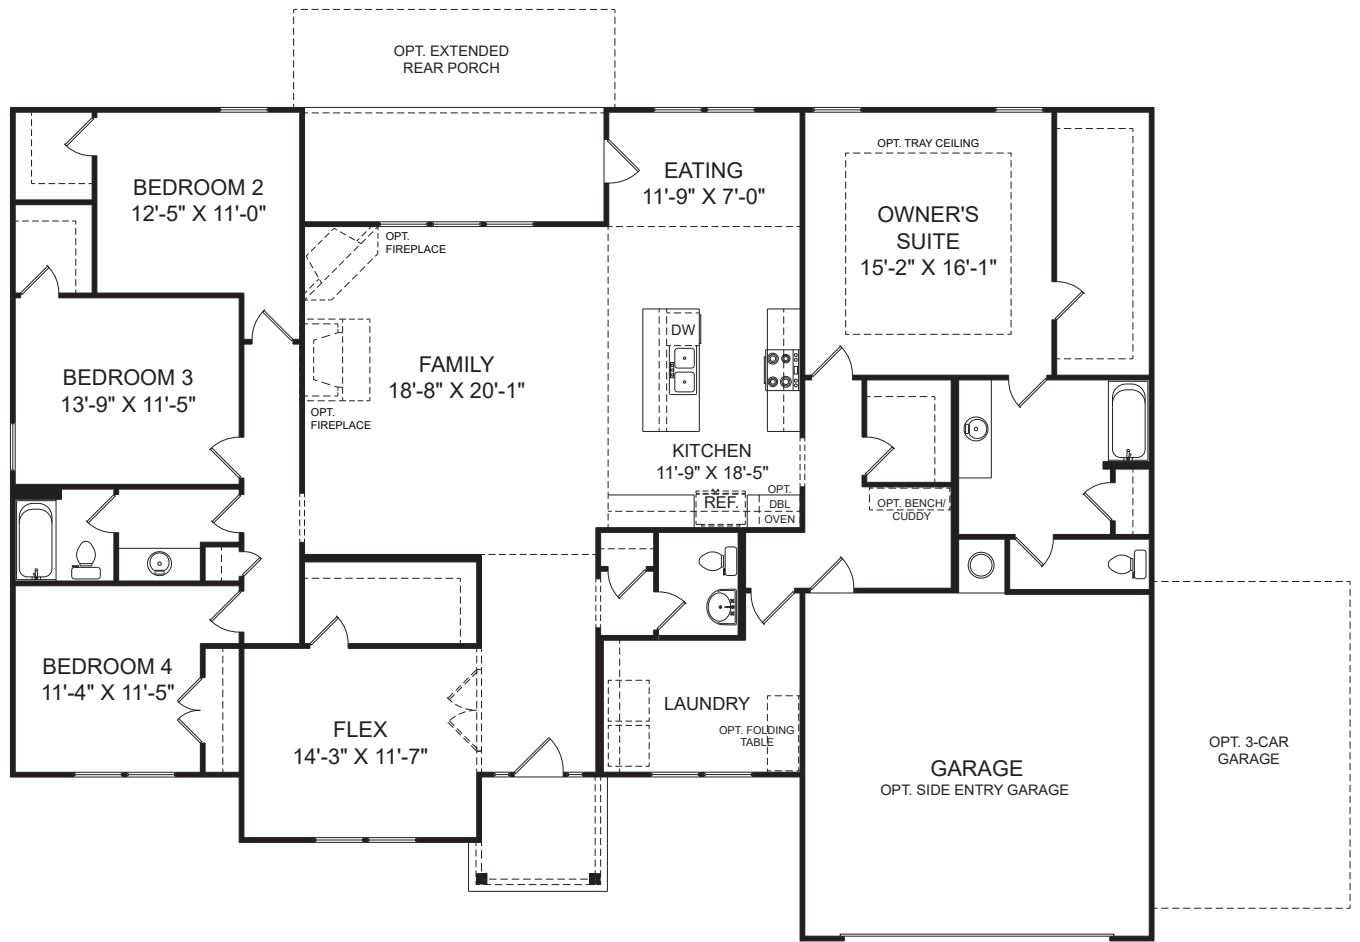 OPT. EXTENDED
REAR PORCH
BEDROOM 2
12'-5" X 11'-0"
EATING
11'-9" X 7'-0"
OPT. TRAY CEILING
OWNER'S
SUITE
15'-2" X 16'-1"
OPT.
FIREPLACE
DW
FAMILY
18'-8" X 20'-1"
BEDROOM 3
13'-9" X 11'-5"
OPT.
FIREPLACE
KITCHEN
11'-9" X 18'-5"
REF.
OPT.
DBL
OVEN
OPT. BENCH/
CUDDY
BEDROOM 4
11'-4" X 11'-5"
FLEX
14'-3" X 11'-7"
LAUNDRY
OPT. FOLDING
TABLE
GARAGE
OPT. SIDE ENTRY GARAGE
OPT. 3-CAR
GARAGE